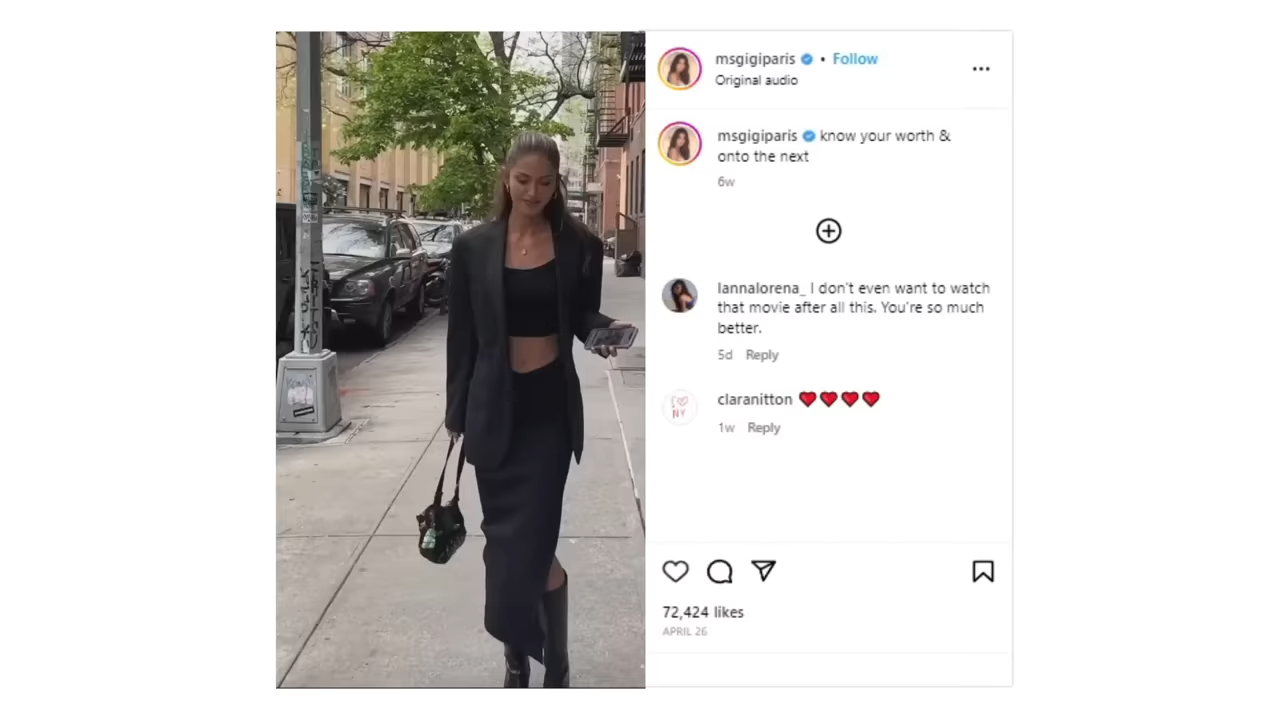 msgigiparis • Follow
Original audio
msgigiparis know your worth &
onto the next
6w
lannalorena_ I don't even want to watch
that movie after all this. You're so much
better.
5d Reply
I ♡
NY
claranitton ❤❤❤❤
1w Reply
72,424 likes
APRIL 26